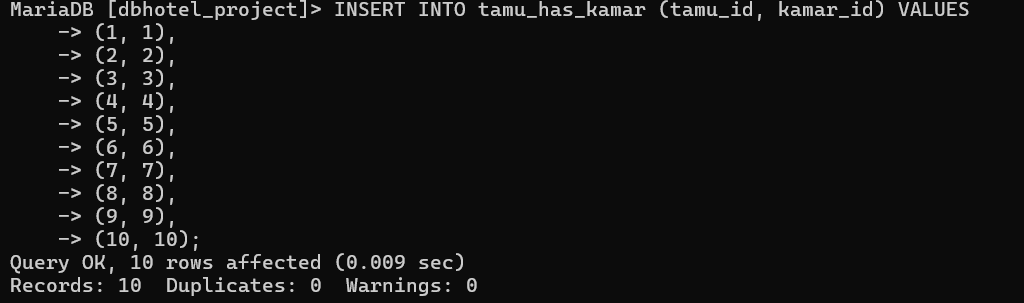 MariaDB [dbhotel_project]> INSERT INTO tamu_has_kamar (tamu_id, kamar_id) VALUES
    -> (1, 1),
    -> (2, 2),
    -> (3, 3),
    -> (4, 4),
    -> (5, 5),
    -> (6, 6),
    -> (7, 7),
    -> (8, 8),
    -> (9, 9),
    -> (10, 10);
Query OK, 10 rows affected (0.009 sec)
Records: 10  Duplicates: 0  Warnings: 0